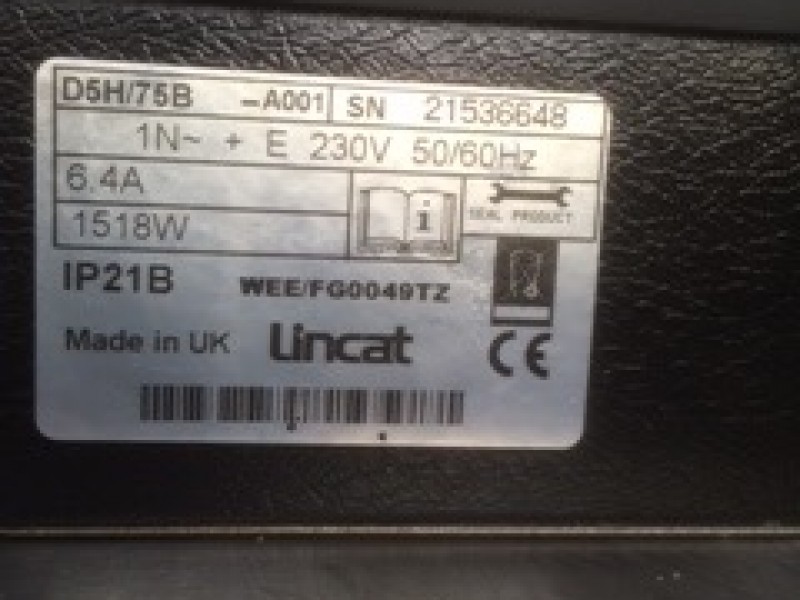 D5H/75B -A001 SN 21536648
1N~ + E 230V 50/60Hz
6.4A
1518W
SEAL PRODUCT
IP21B WEE/FG0049TZ
Made in UK Lincat CE